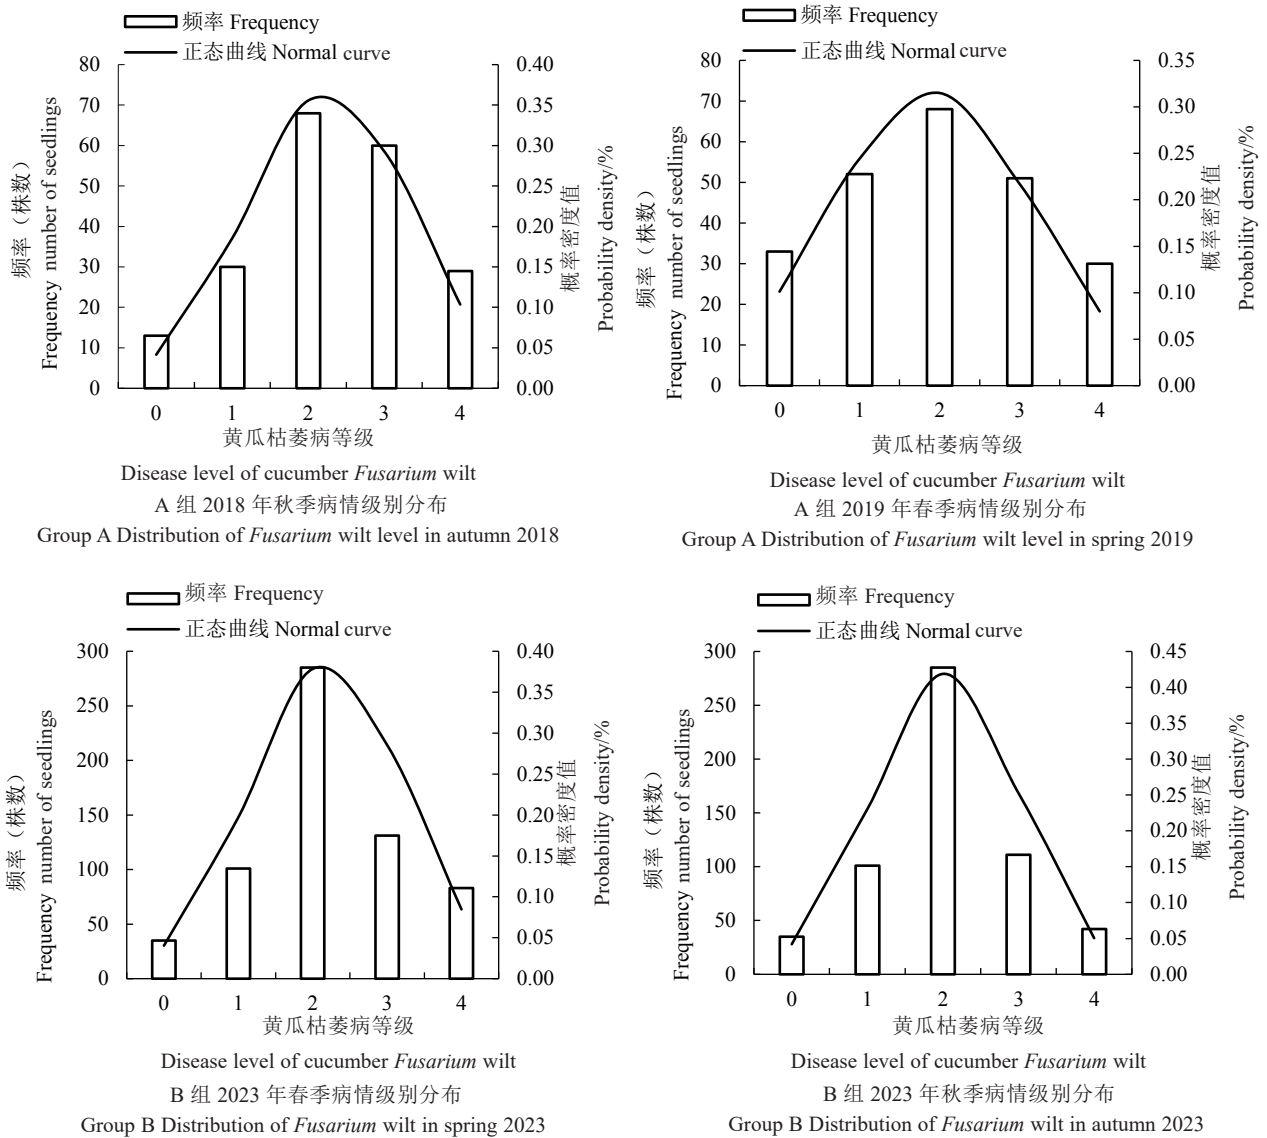 频率 Frequency
正态曲线 Normal curve
频率（株数）
Frequency number of seedlings
80
70
60
50
40
30
20
10
0
0.40
0.35
0.30
0.25
0.20
0.15
0.10
0.05
0.00
概率密度值
Probability density/%
0 1 2 3 4
黄瓜枯萎病等级
Disease level of cucumber Fusarium wilt
A 组 2018 年秋季病情级别分布
Group A Distribution of Fusarium wilt level in autumn 2018
频率 Frequency
正态曲线 Normal curve
频率（株数）
Frequency number of seedlings
80
70
60
50
40
30
20
10
0
0.35
0.30
0.25
0.20
0.15
0.10
0.05
0.00
概率密度值
Probability density/%
0 1 2 3 4
黄瓜枯萎病等级
Disease level of cucumber Fusarium wilt
A 组 2019 年春季病情级别分布
Group A Distribution of Fusarium wilt level in spring 2019
频率 Frequency
正态曲线 Normal curve
频率（株数）
Frequency number of seedlings
300
250
200
150
100
50
0
0.40
0.35
0.30
0.25
0.20
0.15
0.10
0.05
0.00
概率密度值
Probability density/%
0 1 2 3 4
黄瓜枯萎病等级
Disease level of cucumber Fusarium wilt
B 组 2023 年春季病情级别分布
Group B Distribution of Fusarium wilt in spring 2023
频率 Frequency
正态曲线 Normal curve
频率（株数）
Frequency number of seedlings
300
250
200
150
100
50
0
0.45
0.40
0.35
0.30
0.25
0.20
0.15
0.10
0.05
0.00
概率密度值
Probability density/%
0 1 2 3 4
黄瓜枯萎病等级
Disease level of cucumber Fusarium wilt
B 组 2023 年秋季病情级别分布
Group B Distribution of Fusarium wilt in autumn 2023